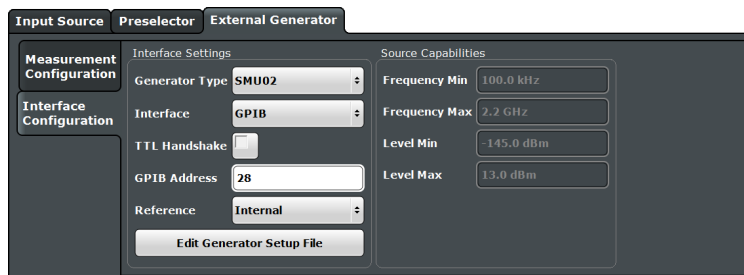 Input Source Preselector External Generator
Measurement
Configuration
Interface
Configuration
Interface Settings
Generator Type SMU02
Interface GPIB
TTL Handshake
GPIB Address 28
Reference Internal
Edit Generator Setup File
Source Capabilities
Frequency Min 100.0 kHz
Frequency Max 2.2 GHz
Level Min -145.0 dBm
Level Max 13.0 dBm